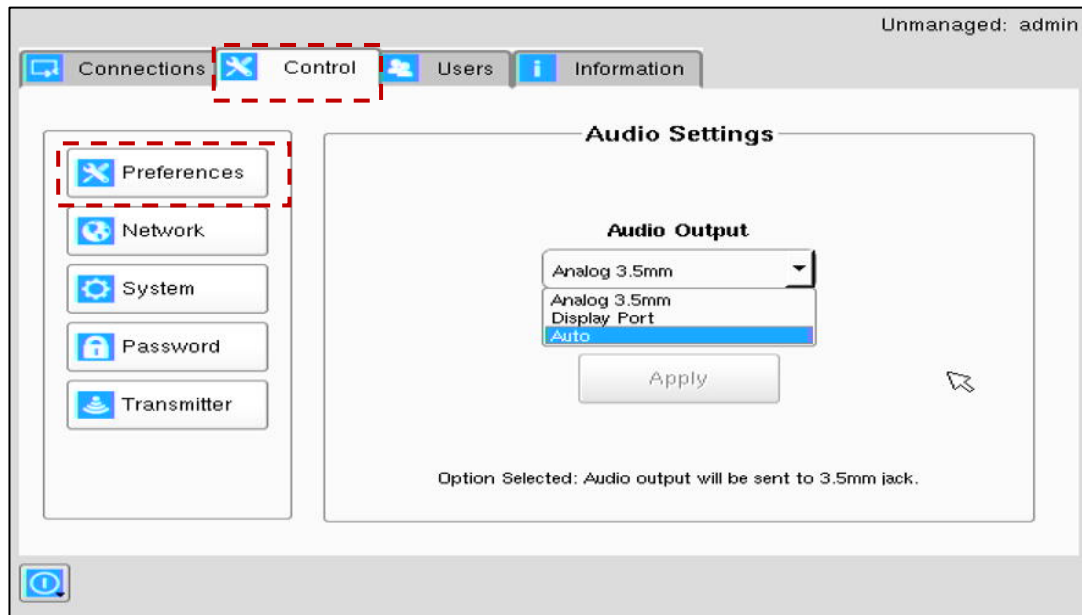 Unmanaged: admin
Connections Control Users Information
Audio Settings
Preferences
Network
System
Password
Transmitter
Audio Output
Analog 3.5mm
Analog 3.5mm
Display Port
Auto
Apply
Option Selected: Audio output will be sent to 3.5mm jack.